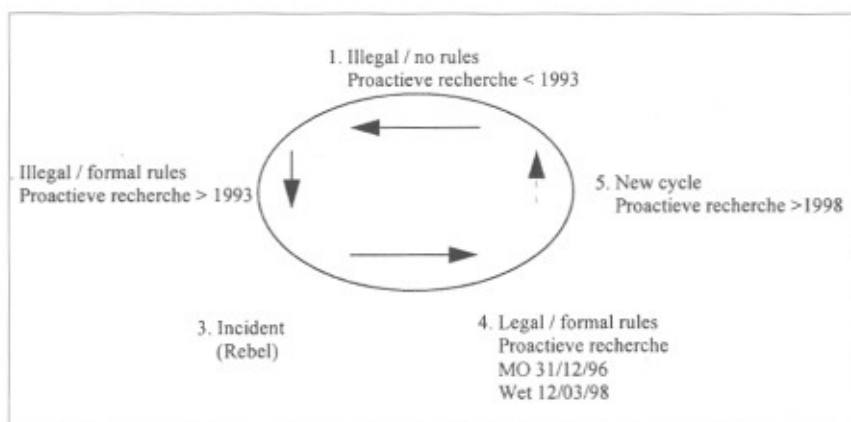 1. Illegal / no rules
Proactieve recherche < 1993
Illegal / formal rules
Proactieve recherche > 1993
5. New cycle
Proactieve recherche >1998
3. Incident
(Rebel)
4. Legal / formal rules
Proactieve recherche
MO 31/12/96
Wet 12/03/98